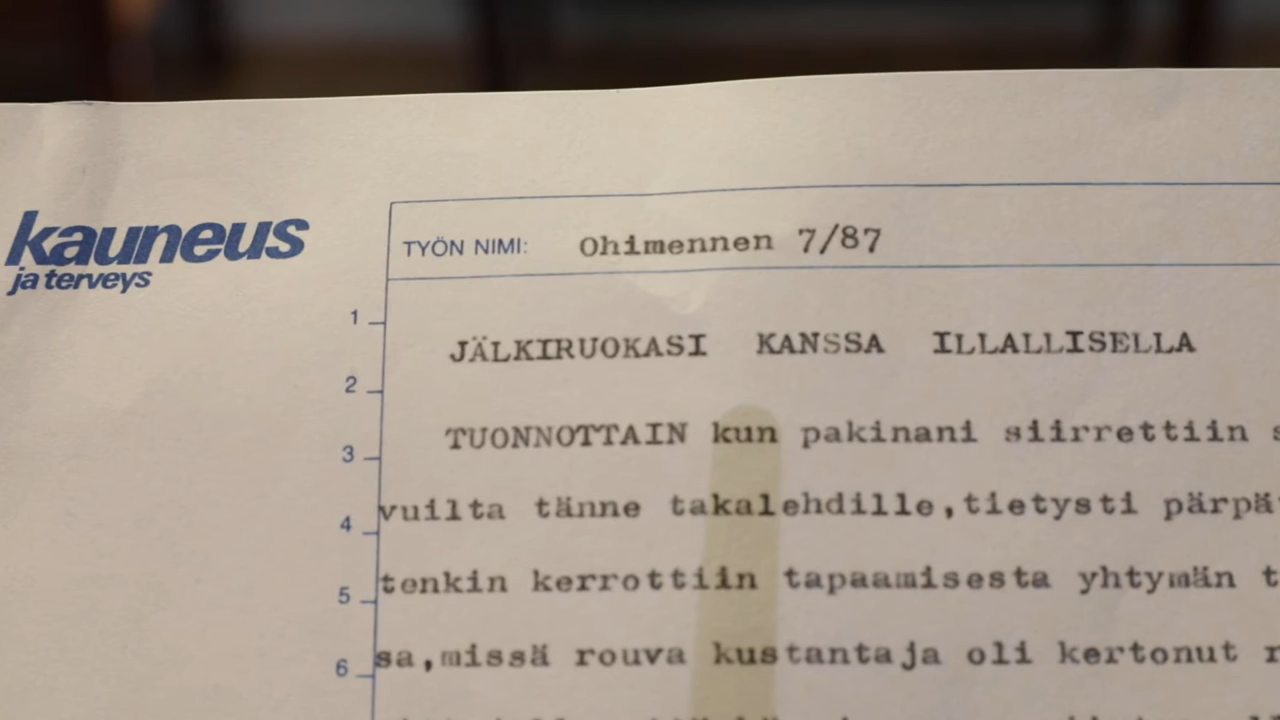 kauneus
ja terveys
TYÖN NIMI: Ohimennen 7/87
1
JÄLKIRUOKASI KANSSA ILLALLISELLA
2
TUONNOTTAIN kun pakinani siirrettiin s
3
vuilta tänne takalehdille,tietysti pärpä
4
tenkin kerrottiin tapaamisesta yhtymän t
5
sa,missä rouva kustantaja oli kertonut
6